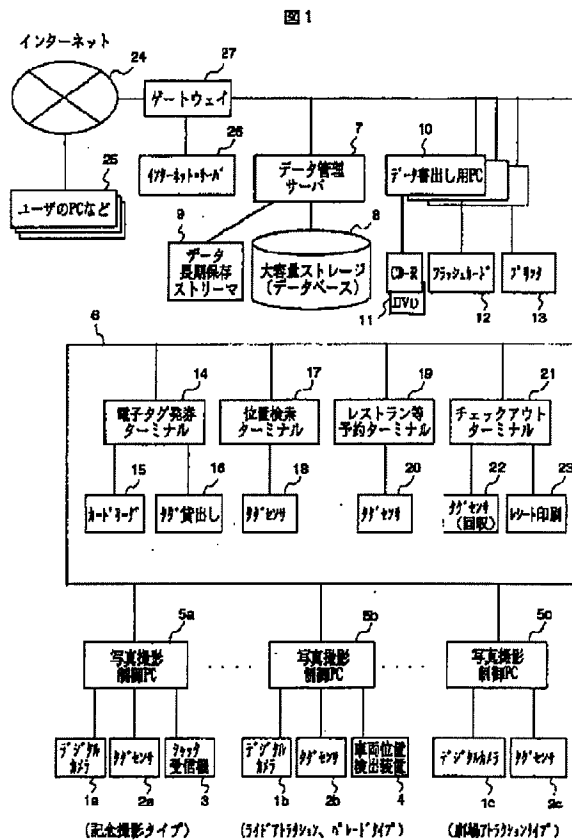 図1
インターネット
24
27
ゲートウェイ
25
ユーザのPCなど
26
インターネットサーバ
7
データ管理
サーバ
9
データ
長期保存
ストリーマ
8
大容量ストレージ
(データベース)
10
データ書出し用PC
CD-R
DVD
11
フラッシュカード
12
プリンタ
13
6
14
電子タグ発券
ターミナル
17
位置検索
ターミナル
19
レストラン等
予約ターミナル
21
チェックアウト
ターミナル
15
カードリーダ
16
タグ貸出し
18
タグセンサ
20
タグセンサ
22
タグセンサ
(回収)
23
レシート印刷
5a
写真撮影
制御PC
5b
写真撮影
制御PC
5c
写真撮影
制御PC
デジタル
カメラ
1a
タグセンサ
2a
シャッタ
受信機
3
デジタル
カメラ
1b
タグセンサ
2b
車両位置
検出装置
4
デジタルカメラ
1c
タグセンサ
2c
(記念撮影タイプ)
(ライドアトラクション、パレードタイプ)
(劇場アトラクションタイプ)